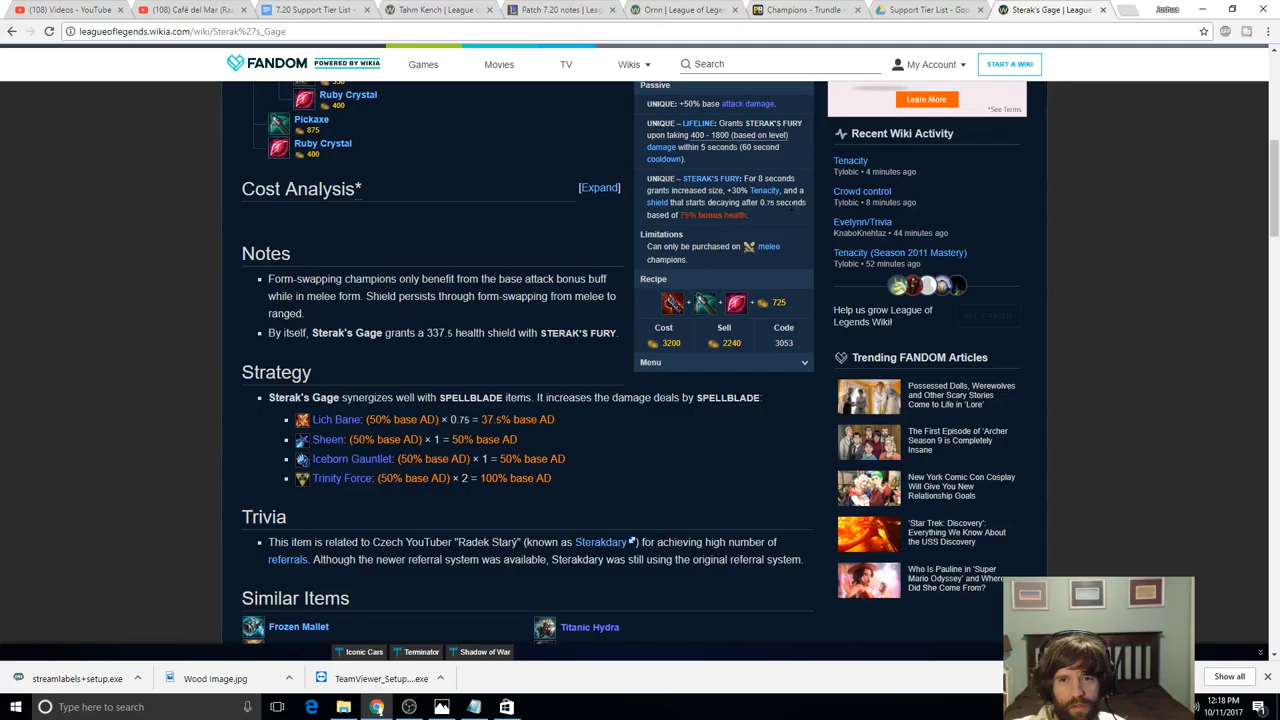 (108) Videos - YouTube
(108) Café del Mar (Rau
7.20 Support Tier List -
Tahm Kench | League o
Patch 7.20 notes | Leag
Ornn | League of Legen
Champions - Trundle -
Support Tier List - Goo
Sterak's Gage | League
Joshua
leagueoflegends.wikia.com/wiki/Sterak%27s_Gage
FANDOM POWERED BY WIKIA
Games
Movies
TV
Wikis
Search
My Account
START A WIKI
Ruby Crystal
400
Pickaxe
875
Ruby Crystal
400
Cost Analysis*
[Expand]
Notes
Form-swapping champions only benefit from the base attack bonus buff
while in melee form. Shield persists through form-swapping from melee to
ranged.
By itself, Sterak's Gage grants a 337.5 health shield with STERAK'S FURY.
Strategy
Sterak's Gage synergizes well with SPELLBLADE items. It increases the damage deals by SPELLBLADE:
Lich Bane: (50% base AD) × 0.75 = 37.5% base AD
Sheen: (50% base AD) × 1 = 50% base AD
Iceborn Gauntlet: (50% base AD) × 1 = 50% base AD
Trinity Force: (50% base AD) × 2 = 100% base AD
Trivia
This item is related to Czech YouTuber "Radek Starý" (known as Sterakdary) for achieving high number of
referrals. Although the newer referral system was available, Sterakdary was still using the original referral system.
Similar Items
Frozen Mallet
Titanic Hydra
Passive
UNIQUE: +50% base attack damage.
UNIQUE – LIFELINE: Grants STERAK'S FURY
upon taking 400 - 1800 (based on level)
damage within 5 seconds (60 second
cooldown).
UNIQUE – STERAK'S FURY: For 8 seconds
grants increased size, +30% Tenacity, and a
shield that starts decaying after 0.75 seconds
based of 75% bonus health.
Limitations
Can only be purchased on melee
champions.
Recipe
+ + + 725
Cost
Sell
Code
3200
2240
3053
Menu
Learn More
*See Terms
Recent Wiki Activity
Tenacity
Tylobic • 4 minutes ago
Crowd control
Tylobic • 8 minutes ago
Evelynn/Trivia
KnaboKnehtaz • 44 minutes ago
Tenacity (Season 2011 Mastery)
Tylobic • 52 minutes ago
Help us grow League of
Legends Wiki!
GET STARTED
Trending FANDOM Articles
Possessed Dolls, Werewolves
and Other Scary Stories
Come to Life in 'Lore'
The First Episode of 'Archer
Season 9 is Completely
Insane
New York Comic Con Cosplay
Will Give You New
Relationship Goals
'Star Trek: Discovery':
Everything We Know About
the USS Discovery
Who Is Pauline in 'Super
Mario Odyssey' and Where
Did She Come From?
Iconic Cars
Terminator
Shadow of War
streamlabels+setup.exe
Wood Image.jpg
TeamViewer_Setup....exe
Show all
Type here to search
12:18 PM
10/11/2017
1